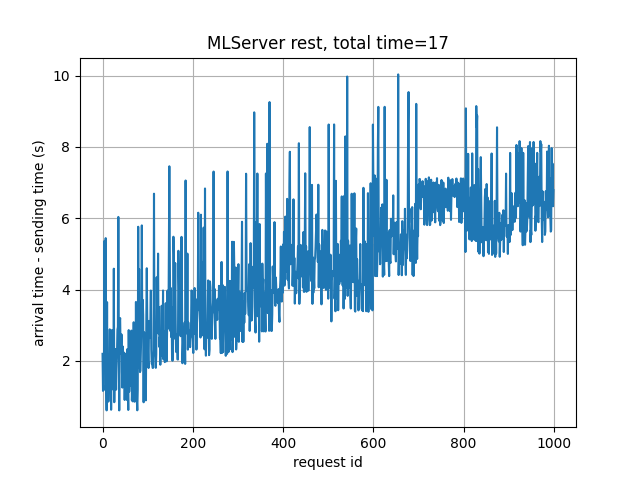 MLServer rest, total time=17
10
8
6
4
2
arrival time - sending time (s)
0 200 400 600 800 1000
request id